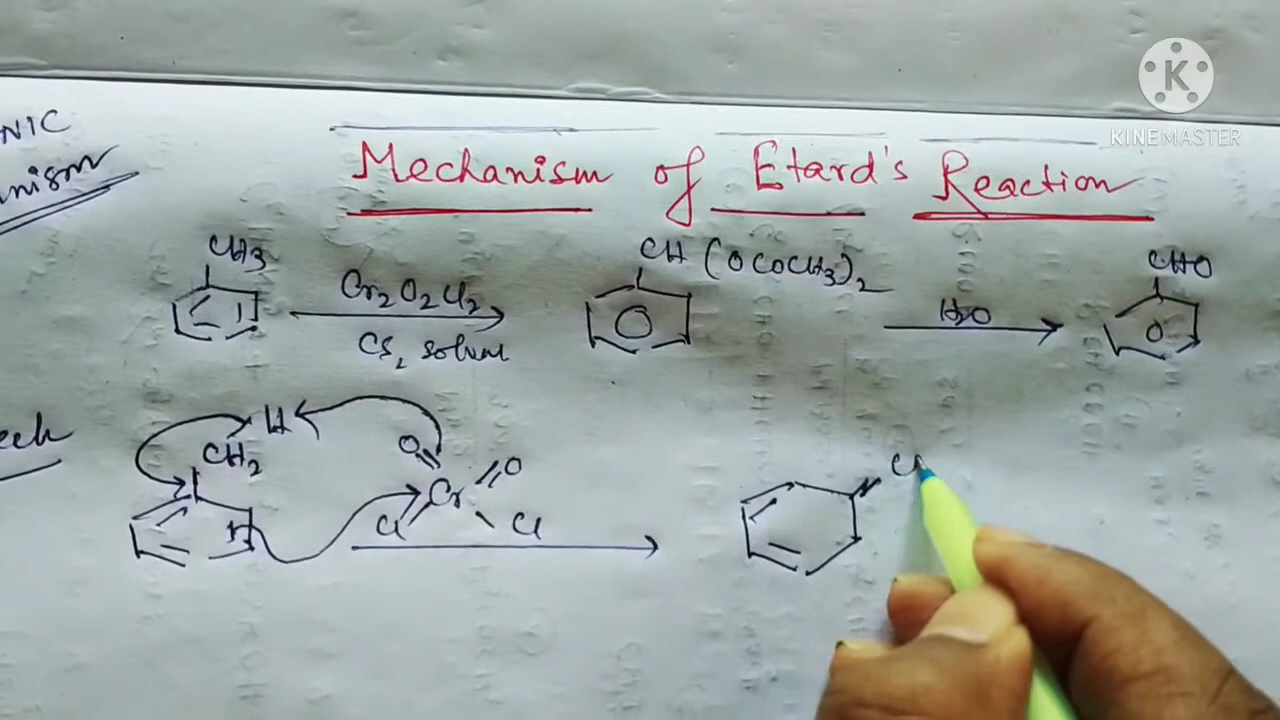 KINEMASTER
NIC
nism
Mechanism of Etard's Reaction
CH3
Cr2O2Cl2
CS2 solvent
CH (OCOCH3)2
H2O
CHO
ech
H
CH2
O
O
Cr
Cl
Cl